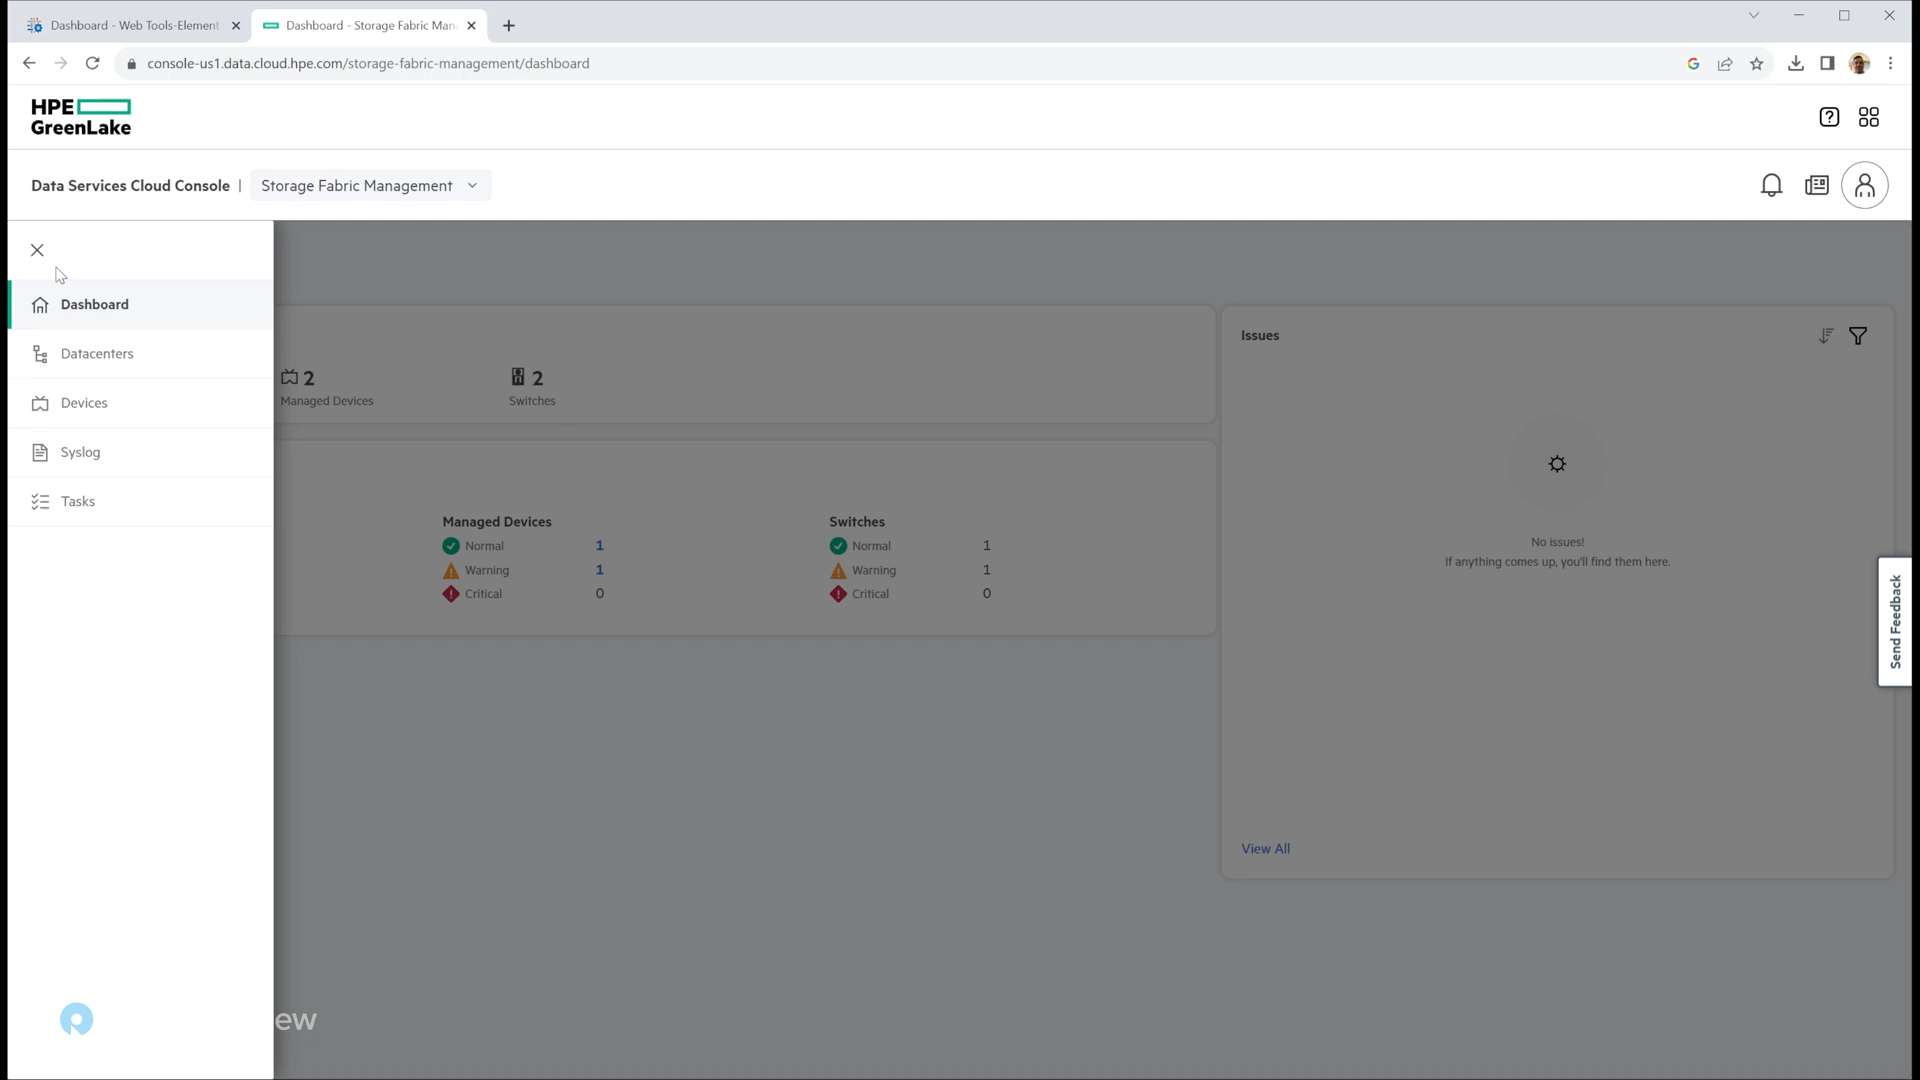 Dashboard - Web Tools-Element
Dashboard - Storage Fabric Man
console-us1.data.cloud.hpe.com/storage-fabric-management/dashboard
HPE
GreenLake
Data Services Cloud Console | Storage Fabric Management
Dashboard
Datacenters
Devices
Syslog
Tasks
2
Managed Devices
2
Switches
Managed Devices
Normal 1
Warning 1
Critical 0
Switches
Normal 1
Warning 1
Critical 0
Issues
No issues!
If anything comes up, you'll find them here.
View All
Send Feedback
ew